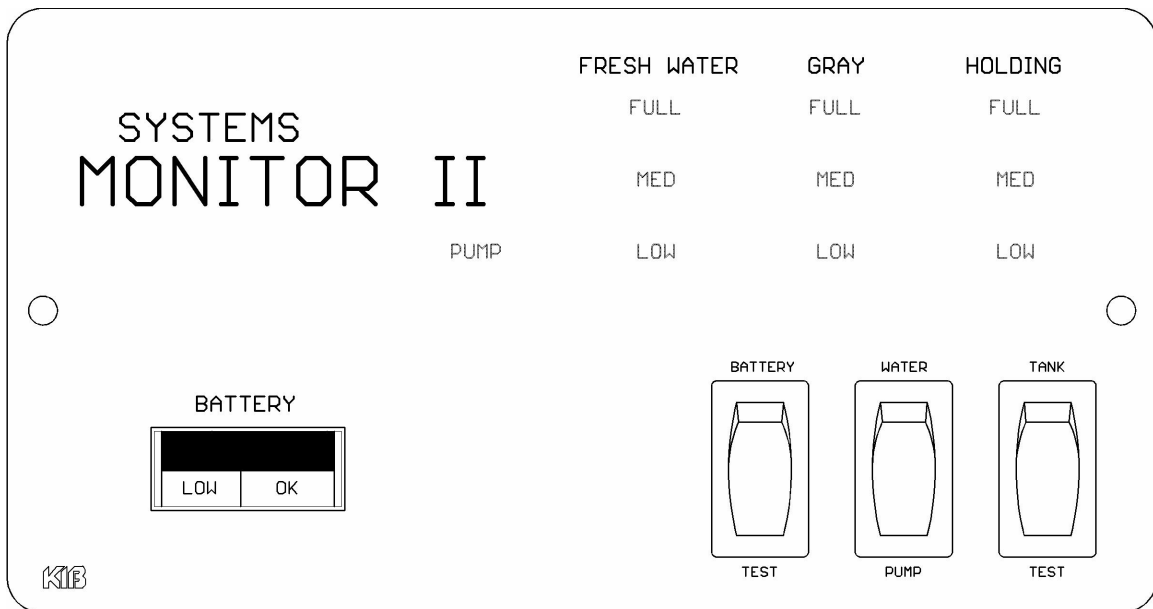 FRESH WATER GRAY HOLDING
FULL FULL FULL
SYSTEMS
MONITOR II
MED MED MED
PUMP LOW LOW LOW
BATTERY WATER TANK
BATTERY
LOW OK
TEST PUMP TEST
KIB